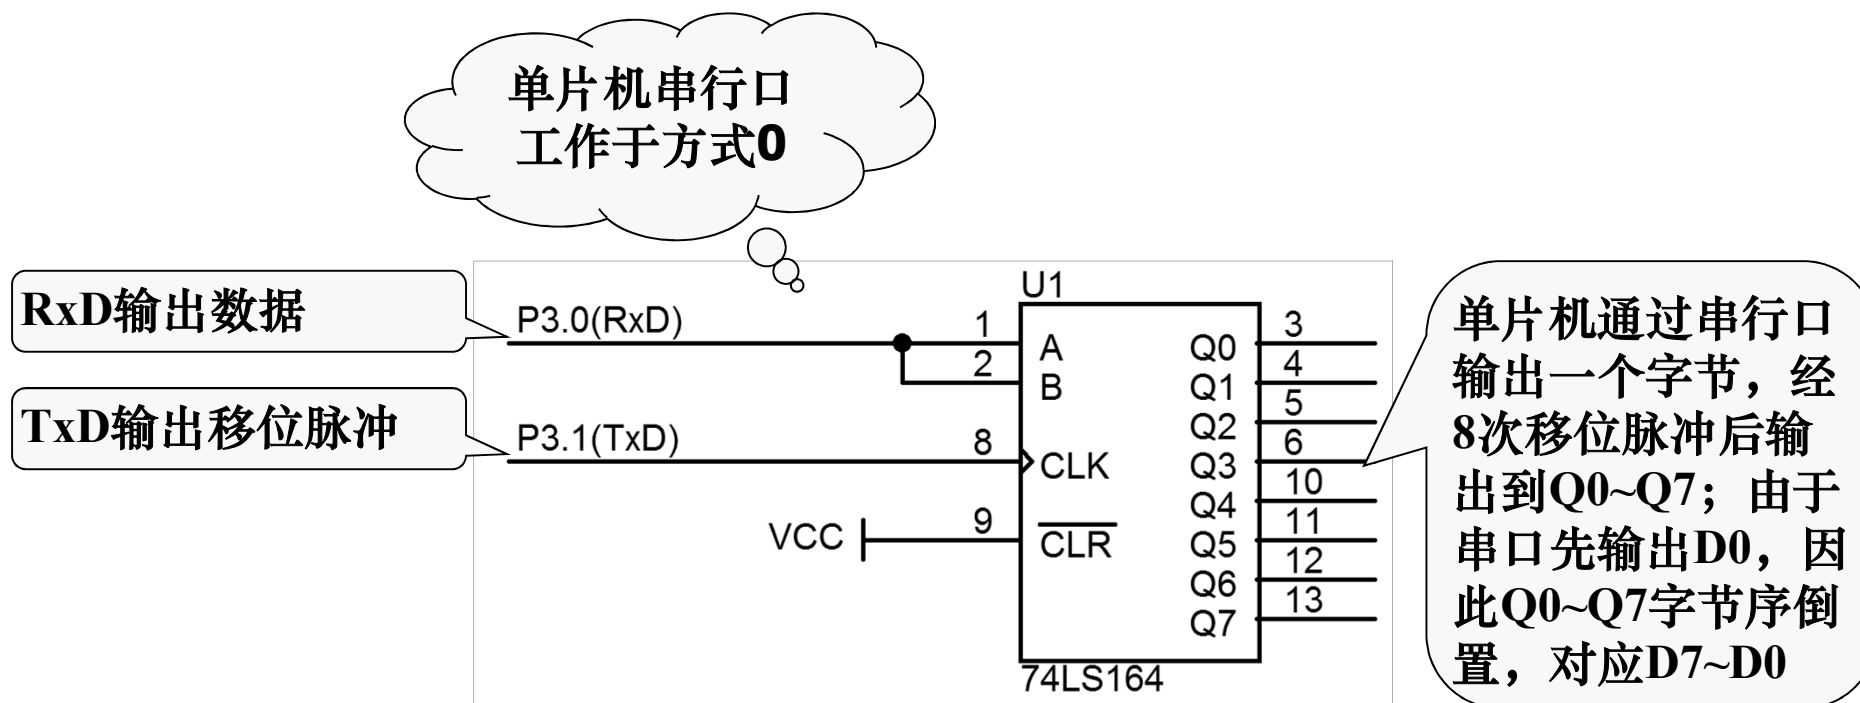 单片机串行口
工作于方式0
RxD输出数据
TxD输出移位脉冲
P3.0(RxD)
P3.1(TxD)
VCC
1
2
8
9
U1
A
B
CLK
CLR
Q0
Q1
Q2
Q3
Q4
Q5
Q6
Q7
74LS164
3
4
5
6
10
11
12
13
单片机通过串行口
输出一个字节，经
8次移位脉冲后输
出到Q0~Q7；由于
串口先输出D0，因
此Q0~Q7字节序倒
置，对应D7~D0